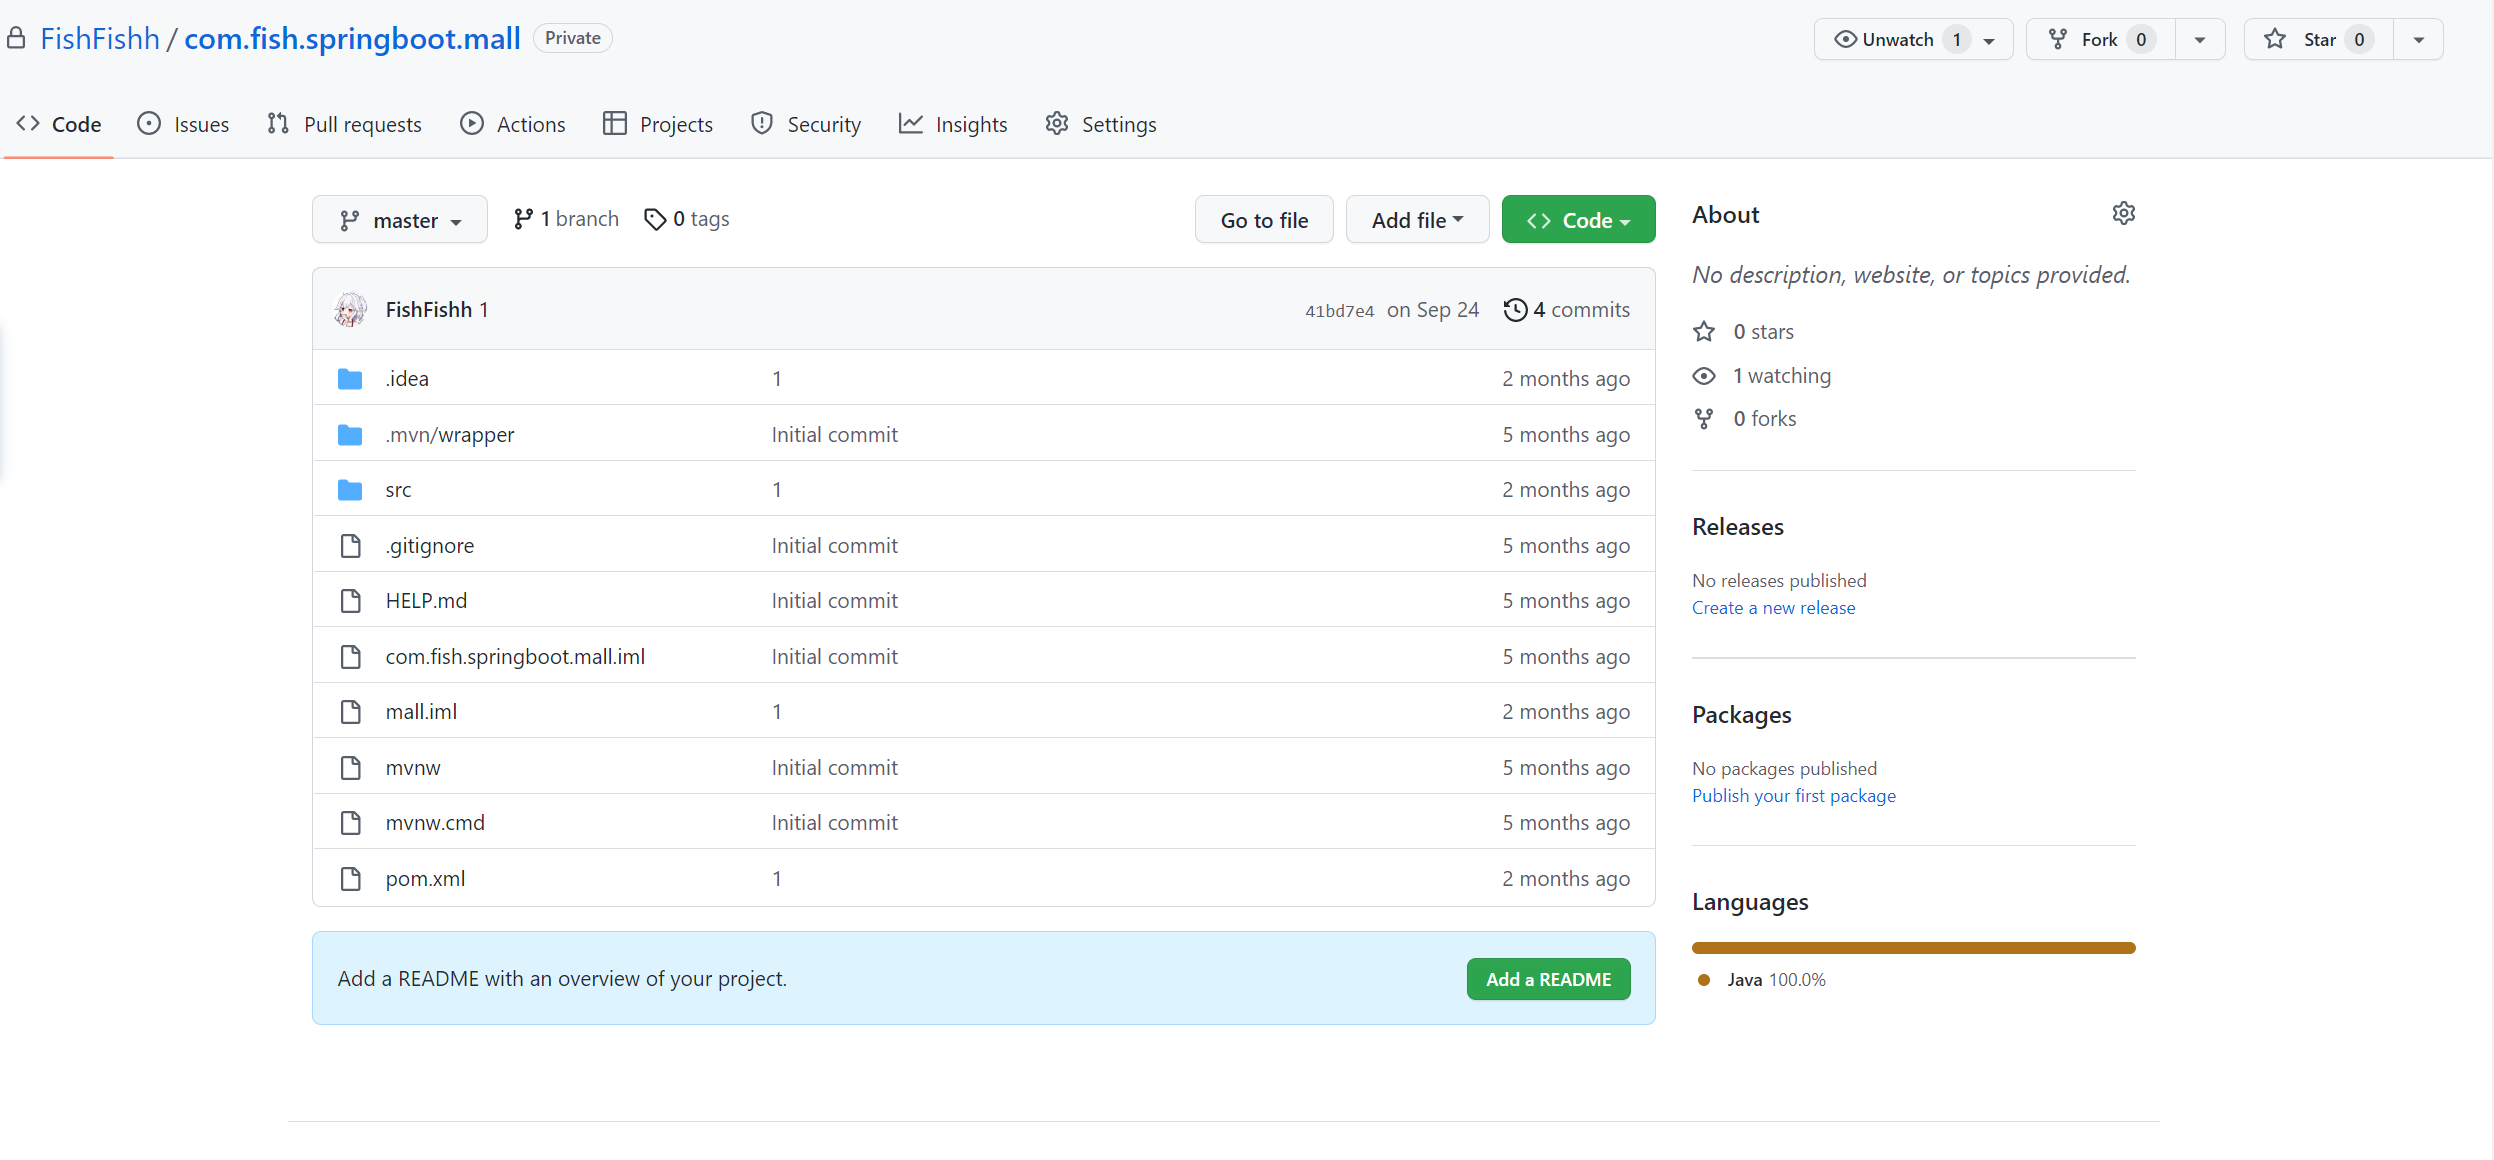 FishFishh / com.fish.springboot.mall Private Unwatch 1 Fork 0 Star 0
Code Issues Pull requests Actions Projects Security Insights Settings
master 1 branch 0 tags Go to file Add file Code
FishFishh 1 41bd7e4 on Sep 24 4 commits
.idea 1 2 months ago
.mvn/wrapper Initial commit 5 months ago
src 1 2 months ago
.gitignore Initial commit 5 months ago
HELP.md Initial commit 5 months ago
com.fish.springboot.mall.iml Initial commit 5 months ago
mall.iml 1 2 months ago
mvnw Initial commit 5 months ago
mvnw.cmd Initial commit 5 months ago
pom.xml 1 2 months ago
Add a README with an overview of your project. Add a README
About
No description, website, or topics provided.
0 stars
1 watching
0 forks
Releases
No releases published
Create a new release
Packages
No packages published
Publish your first package
Languages
Java 100.0%